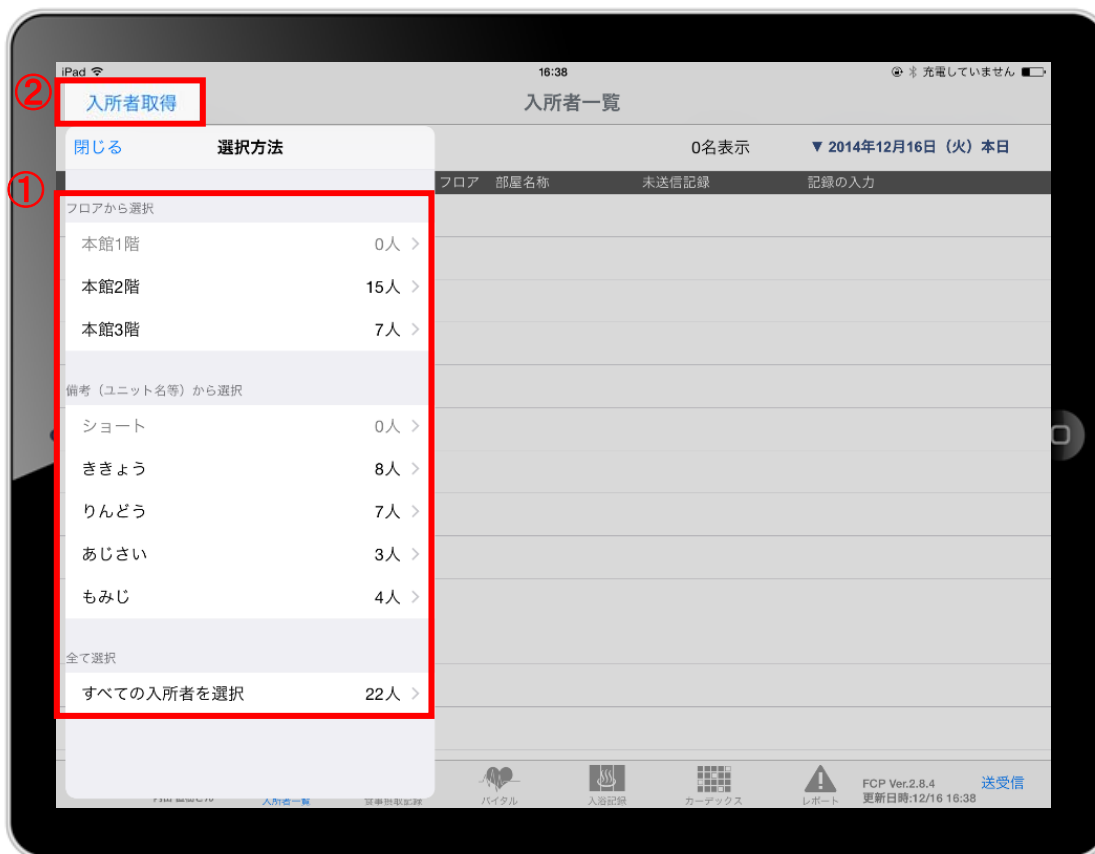 iPad 16:38 充電していません
② 入所者取得 入所者一覧
閉じる 選択方法 0名表示 ▼ 2014年12月16日（火）本日
①
フロア 部屋名称 未送信記録 記録の入力
フロアから選択
本館1階 0人 >
本館2階 15人 >
本館3階 7人 >
備考（ユニット名等）から選択
ショート 0人 >
ききょう 8人 >
りんどう 7人 >
あじさい 3人 >
もみじ 4人 >
全て選択
すべての入所者を選択 22人 >
入所者一覧 食事摂取記録 バイタル 入浴記録 カーデックス レポート FCP Ver.2.8.4 送受信
更新日時:12/16 16:38